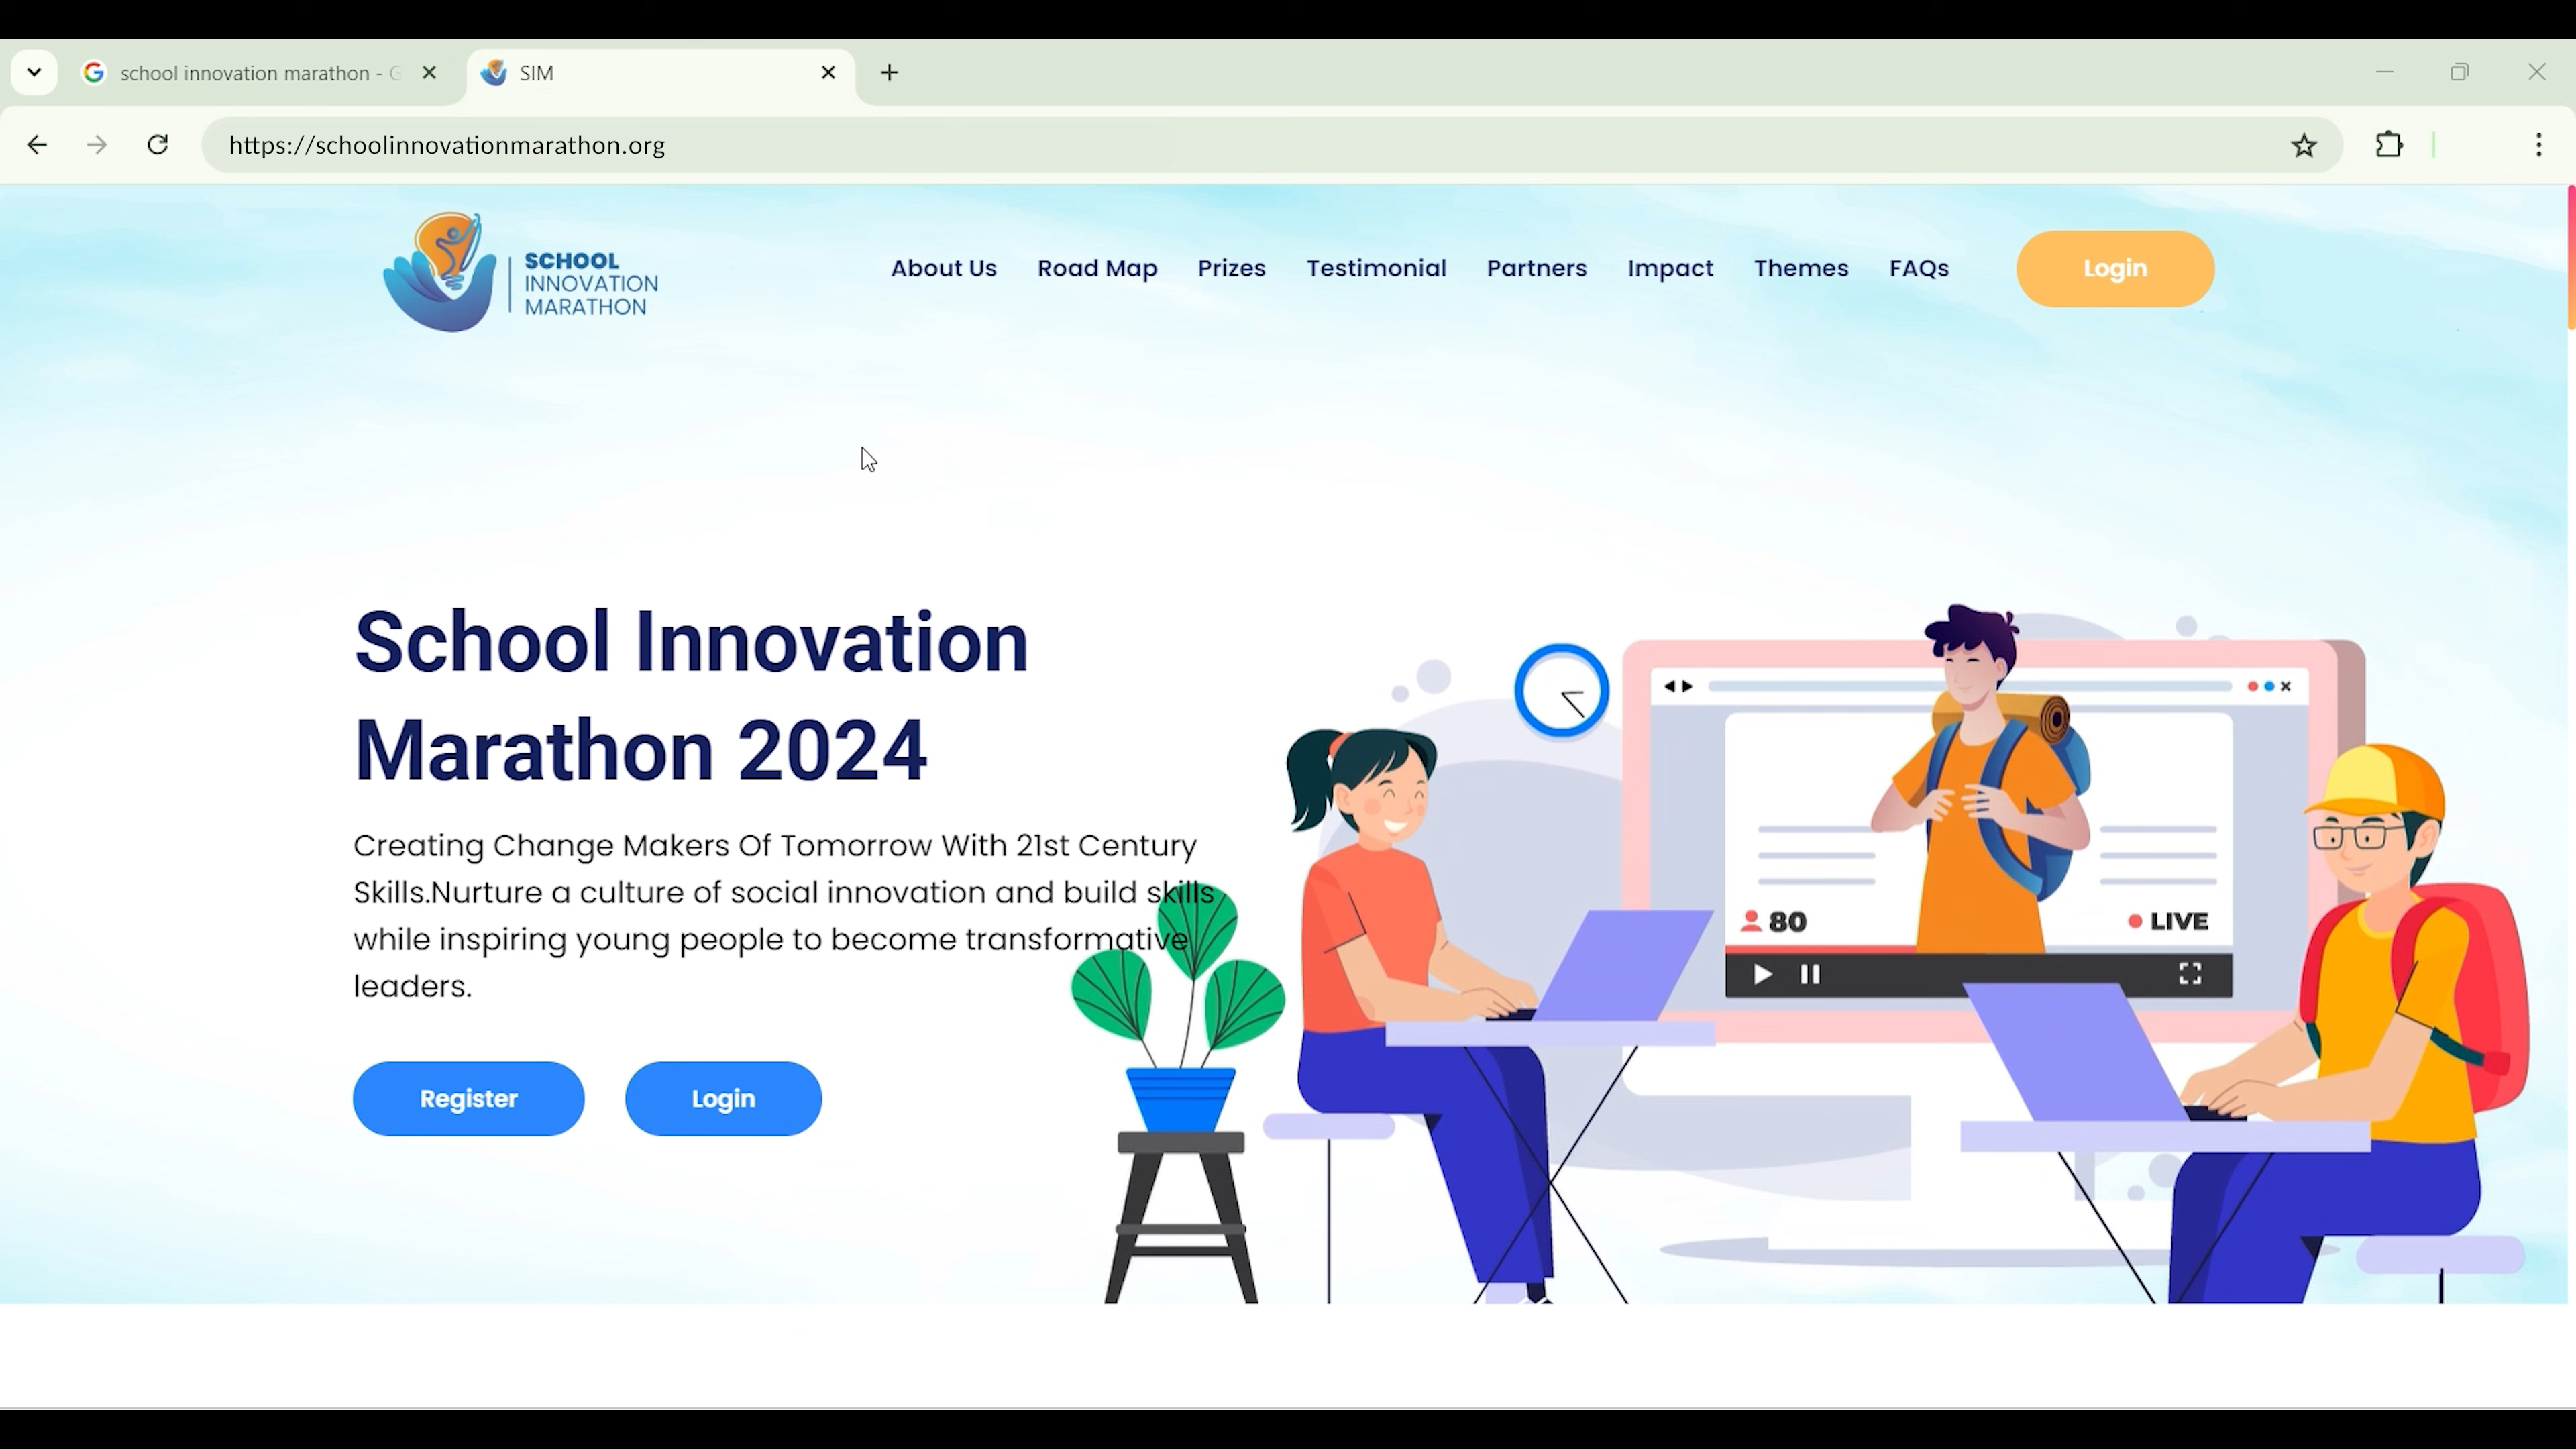 school innovation marathon - G
SIM
https://schoolinnovationmarathon.org
SCHOOL
INNOVATION
MARATHON
About Us Road Map Prizes Testimonial Partners Impact Themes FAQs Login
School Innovation
Marathon 2024
Creating Change Makers Of Tomorrow With 21st Century
Skills.Nurture a culture of social innovation and build skills
while inspiring young people to become transformative
leaders.
Register Login
80 LIVE